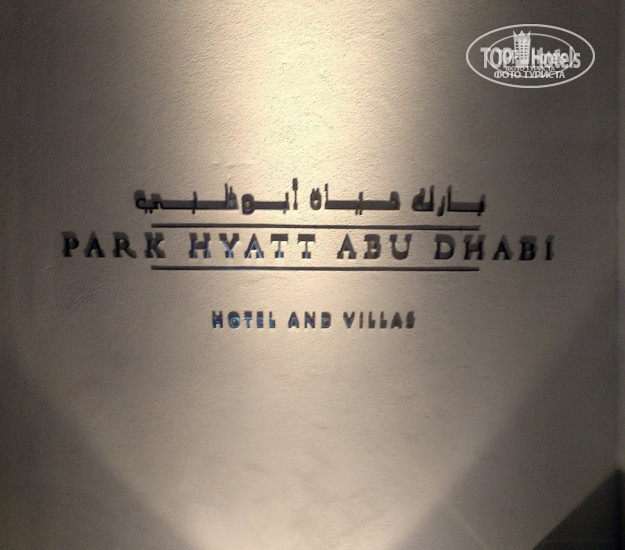 TOP Hotels
ФОТО ТУРИСТА
بارك حياة أبوظبي
PARK HYATT ABU DHABI
HOTEL AND VILLAS